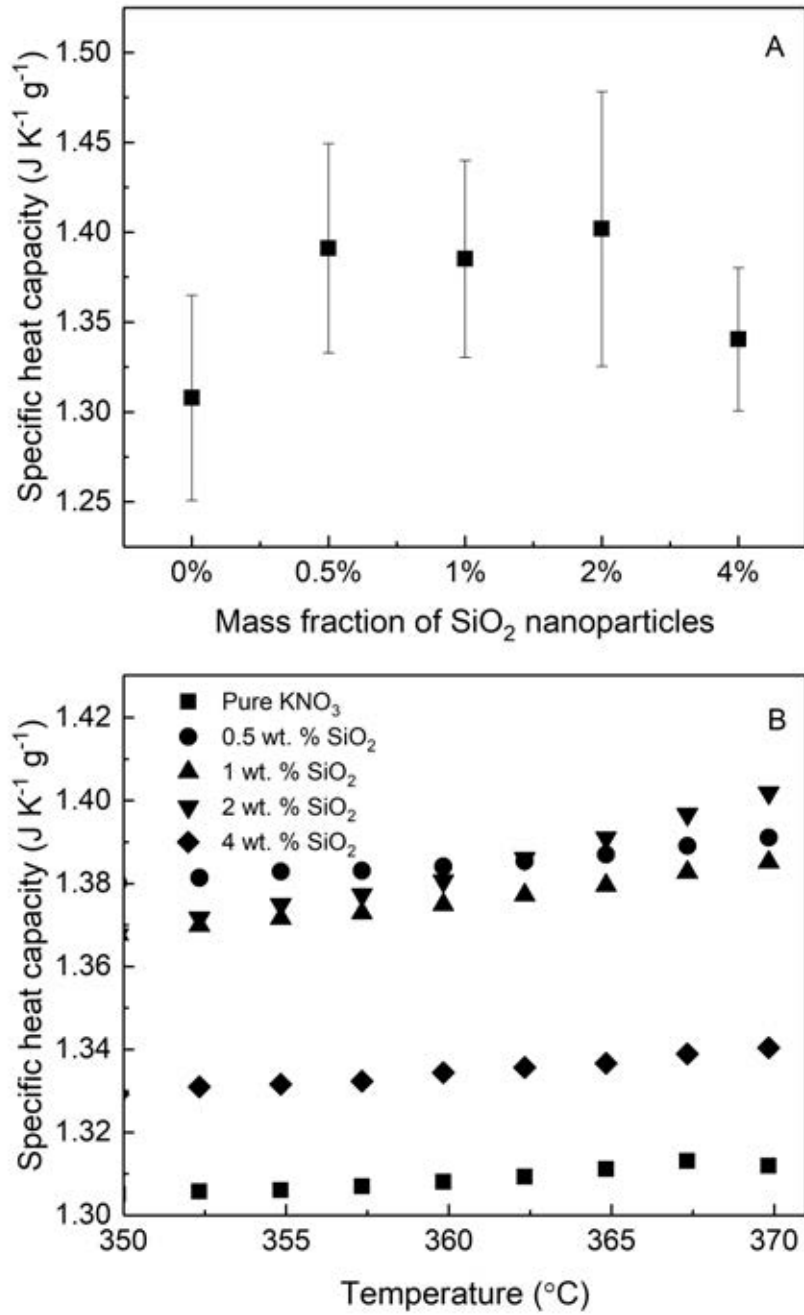 A
Specific heat capacity (J K⁻¹ g⁻¹)
1.50
1.45
1.40
1.35
1.30
1.25
0% 0.5% 1% 2% 4%
Mass fraction of SiO₂ nanoparticles
B
Specific heat capacity (J K⁻¹ g⁻¹)
1.42
1.40
1.38
1.36
1.34
1.32
1.30
Pure KNO₃
0.5 wt. % SiO₂
1 wt. % SiO₂
2 wt. % SiO₂
4 wt. % SiO₂
350 355 360 365 370
Temperature (°C)